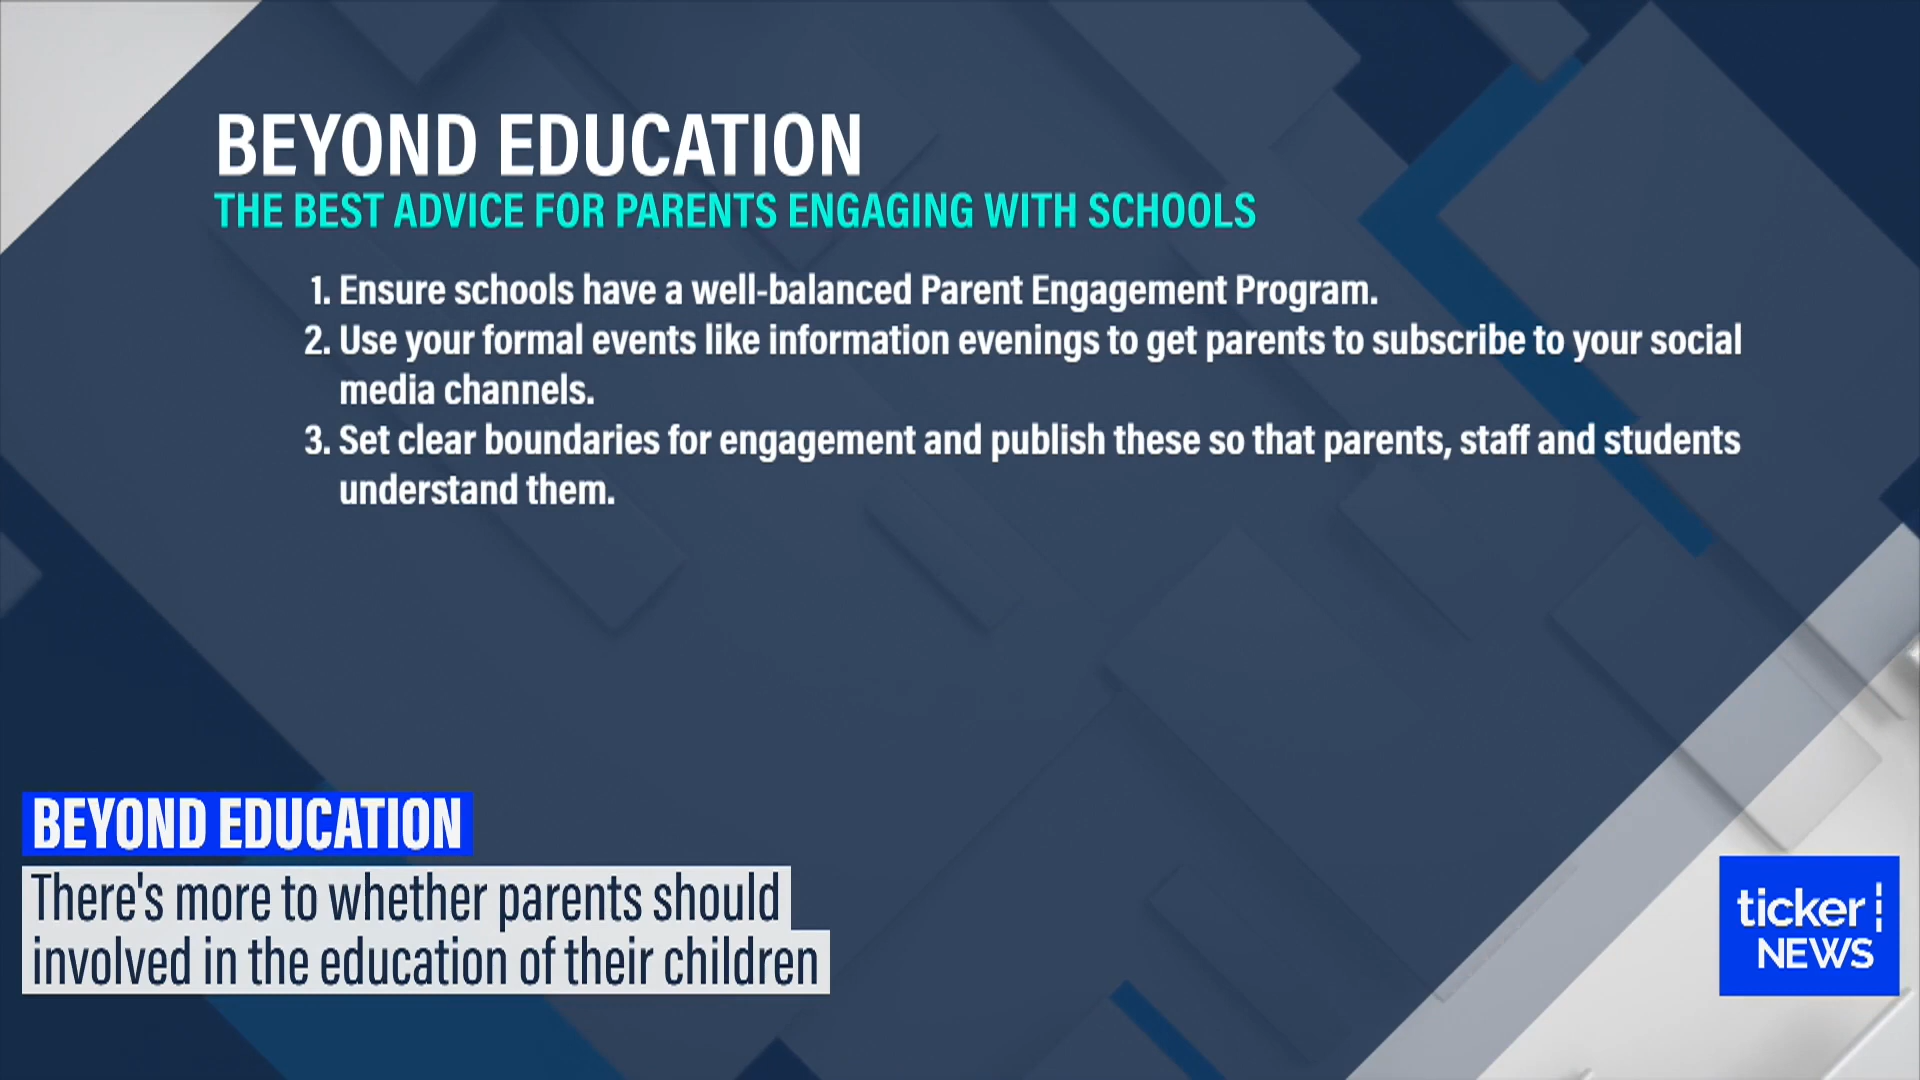 BEYOND EDUCATION
THE BEST ADVICE FOR PARENTS ENGAGING WITH SCHOOLS
1. Ensure schools have a well-balanced Parent Engagement Program.
2. Use your formal events like information evenings to get parents to subscribe to your social
media channels.
3. Set clear boundaries for engagement and publish these so that parents, staff and students
understand them.
BEYOND EDUCATION
There's more to whether parents should
involved in the education of their children
ticker
NEWS